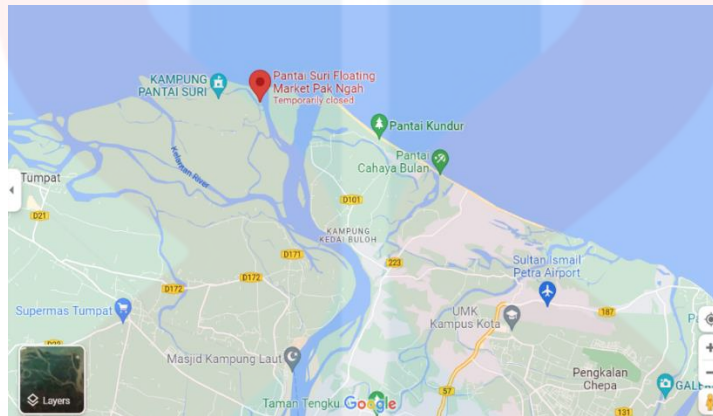 KAMPUNG
PANTAI SURI
Pantai Suri Floating
Market Pak Ngah
Temporarily closed
Pantai Kundur
Pantai
Cahaya Bulan
Kelaroan River
Tumpat
D21
D101
KAMPUNG
KEDAI BULOH
D171
D172
223
D172
Sultan Ismail
Petra Airport
Supermas Tumpat
UMK
Kampus Kota
187
Masjid Kampung Laut
Pengkalan
Chepa
Layers
Taman Tengku
Google
57
131
GALE